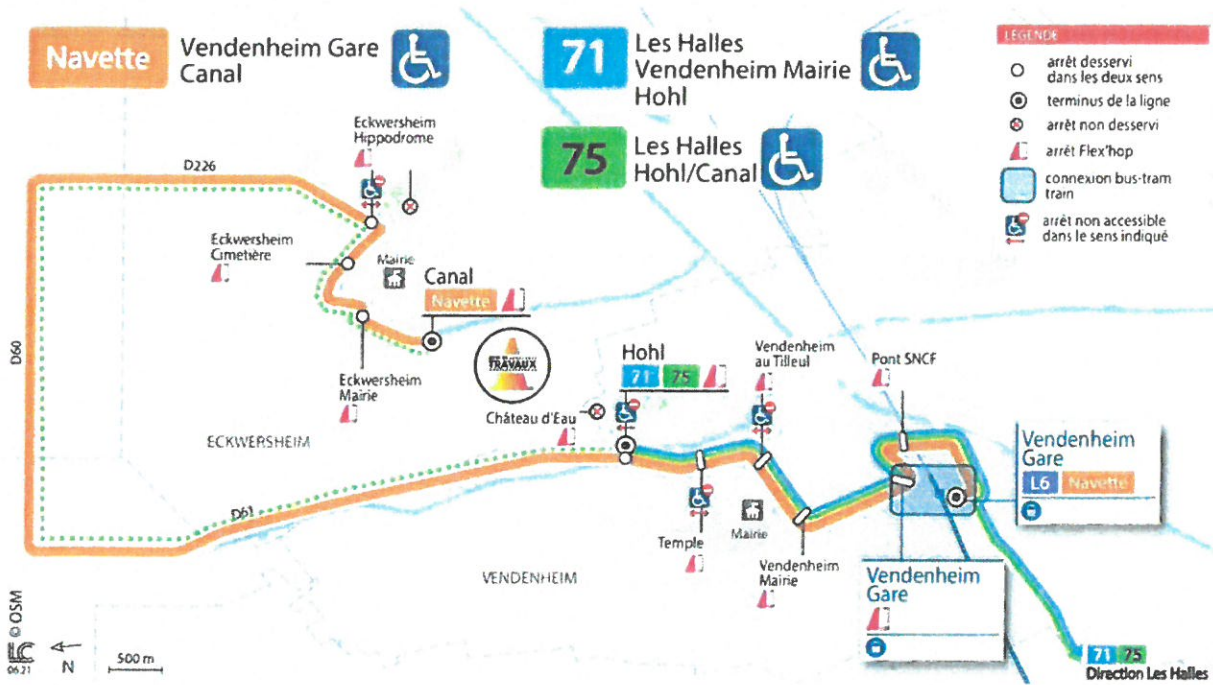 Navette
Vendenheim Gare
Canal
71
Les Halles
Vendenheim Mairie
Hohl
75
Les Halles
Hohl/Canal
LÉGENDE
arrêt desservi
dans les deux sens
terminus de la ligne
arrêt non desservi
arrêt Flex'hop
connexion bus-tram
train
arrêt non accessible
dans le sens indiqué
Eckwersheim
Hippodrome
D226
Eckwersheim
Cimetière
Mairie
Canal
Navette
TRAVAUX
D60
Eckwersheim
Mairie
ECKWERSHEIM
Château d'Eau
Hohl
71 75
Vendenheim
au Tilleul
Pont SNCF
Vendenheim
Gare
L6 Navette
D61
Temple
Mairie
Vendenheim
Mairie
VENDENHEIM
Vendenheim
Gare
© OSM
06.21
N
500 m
71 75
Direction Les Halles